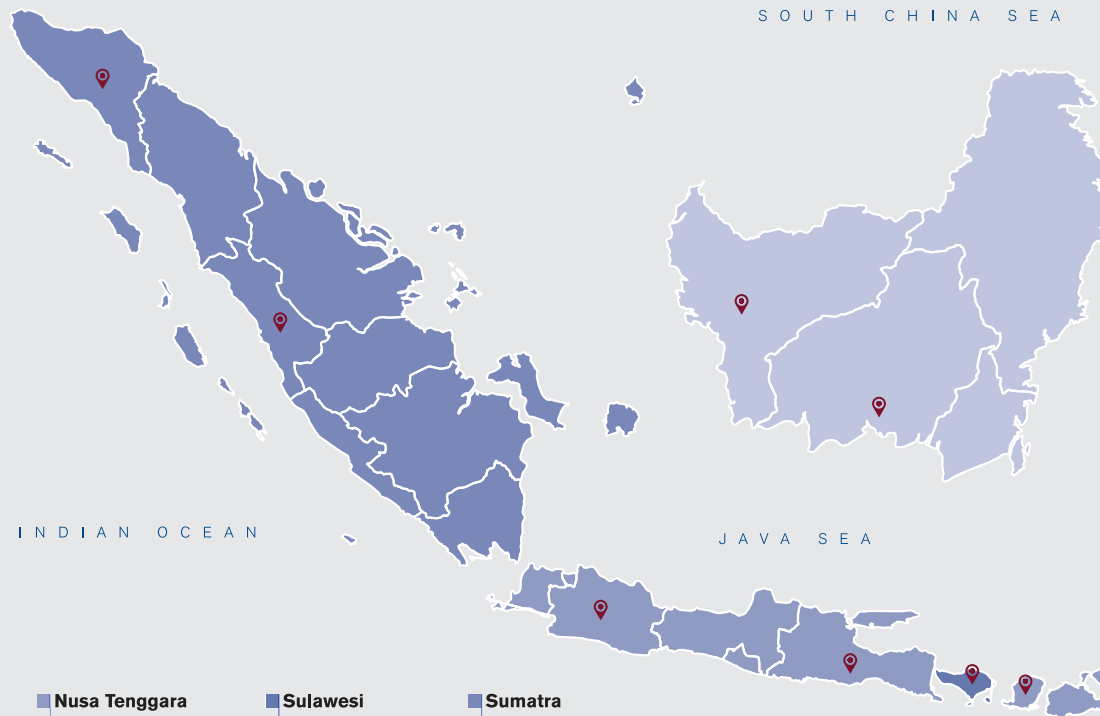 SOUTH CHINA SEA
INDIAN OCEAN
JAVA SEA
Nusa Tenggara
Sulawesi
Sumatra